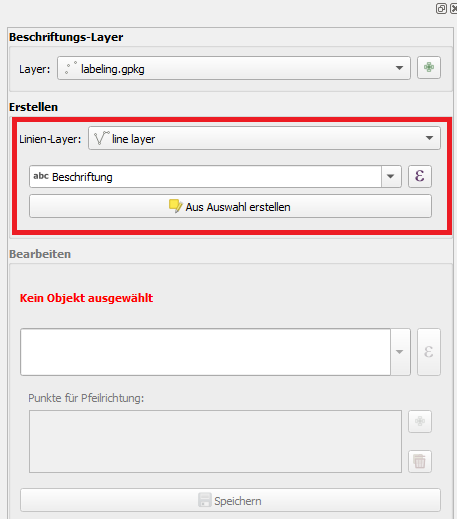 Beschriftungs-Layer
Layer: labeling.gpkg
Erstellen
Linien-Layer: line layer
abc Beschriftung ε
Aus Auswahl erstellen
Bearbeiten
Kein Objekt ausgewählt
ε
Punkte für Pfeilrichtung:
Speichern